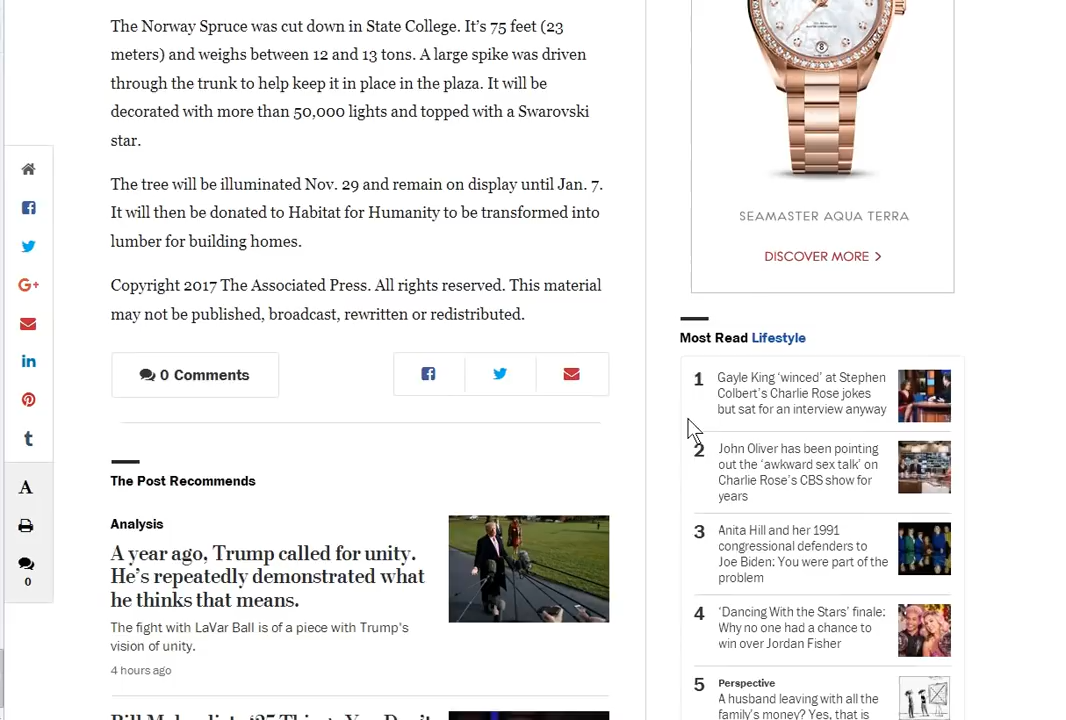 The Norway Spruce was cut down in State College. It's 75 feet (23
meters) and weighs between 12 and 13 tons. A large spike was driven
through the trunk to help keep it in place in the plaza. It will be
decorated with more than 50,000 lights and topped with a Swarovski
star.
The tree will be illuminated Nov. 29 and remain on display until Jan. 7.
It will then be donated to Habitat for Humanity to be transformed into
lumber for building homes.
Copyright 2017 The Associated Press. All rights reserved. This material
may not be published, broadcast, rewritten or redistributed.
0 Comments
The Post Recommends
Analysis
A year ago, Trump called for unity.
He's repeatedly demonstrated what
he thinks that means.
The fight with LaVar Ball is of a piece with Trump's
vision of unity.
4 hours ago
G+
in
t
A
0
8
SEAMASTER AQUA TERRA
DISCOVER MORE >
Most Read Lifestyle
1
Gayle King 'winced' at Stephen
Colbert's Charlie Rose jokes
but sat for an interview anyway
2
John Oliver has been pointing
out the 'awkward sex talk' on
Charlie Rose's CBS show for
years
3
Anita Hill and her 1991
congressional defenders to
Joe Biden: You were part of the
problem
4
'Dancing With the Stars' finale:
Why no one had a chance to
win over Jordan Fisher
5
Perspective
A husband leaving with all the
family's money? Yes, that is